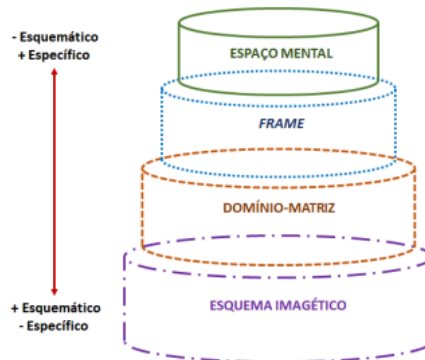 - Esquemático
+ Específico
ESPAÇO MENTAL
FRAME
DOMÍNIO-MATRIZ
ESQUEMA IMAGÉTICO
+ Esquemático
- Específico